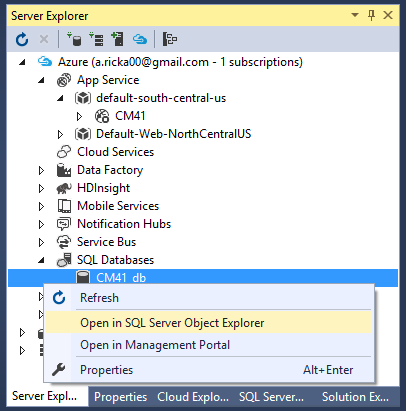 Server Explorer
Azure (a.ricka00@gmail.com - 1 subscriptions)
App Service
default-south-central-us
CM41
Default-Web-NorthCentralUS
Cloud Services
Data Factory
HDInsight
Mobile Services
Notification Hubs
Service Bus
SQL Databases
CM41_db
Refresh
Open in SQL Server Object Explorer
Open in Management Portal
Properties Alt+Enter
Server Expl... Properties Cloud Explo... SQL Server... Solution Ex...